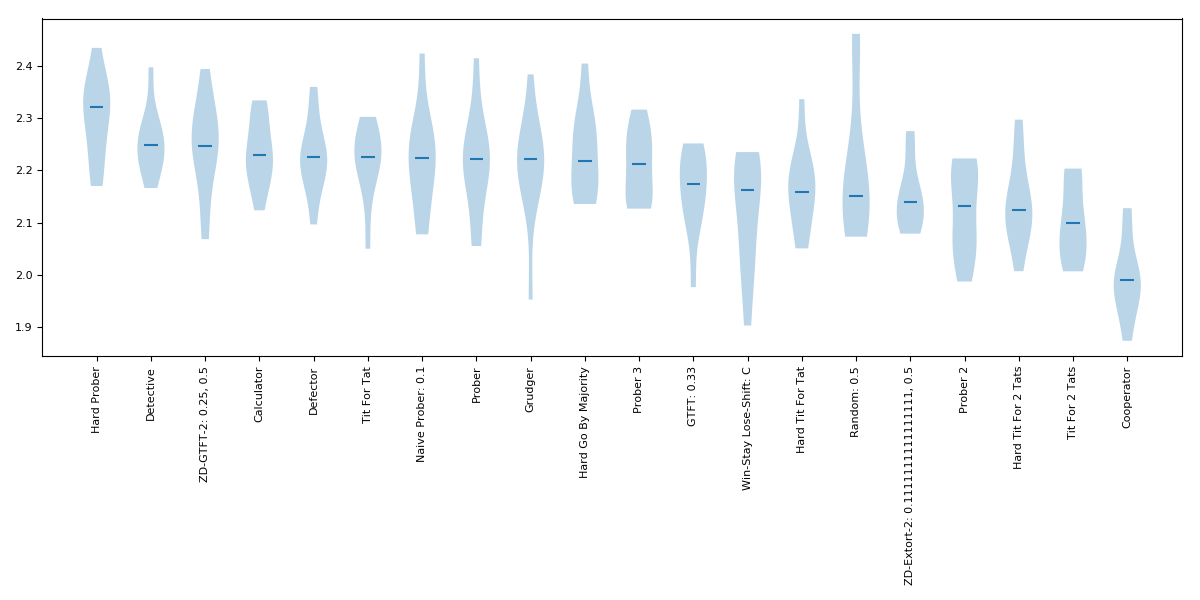 2.4
2.3
2.2
2.1
2.0
1.9
Hard Prober
Detective
ZD-GTFT-2: 0.25, 0.5
Calculator
Defector
Tit For Tat
Naive Prober: 0.1
Prober
Grudger
Hard Go By Majority
Prober 3
GTFT: 0.33
Win-Stay Lose-Shift: C
Hard Tit For Tat
Random: 0.5
ZD-Extort-2: 0.1111111111111111, 0.5
Prober 2
Hard Tit For 2 Tats
Tit For 2 Tats
Cooperator